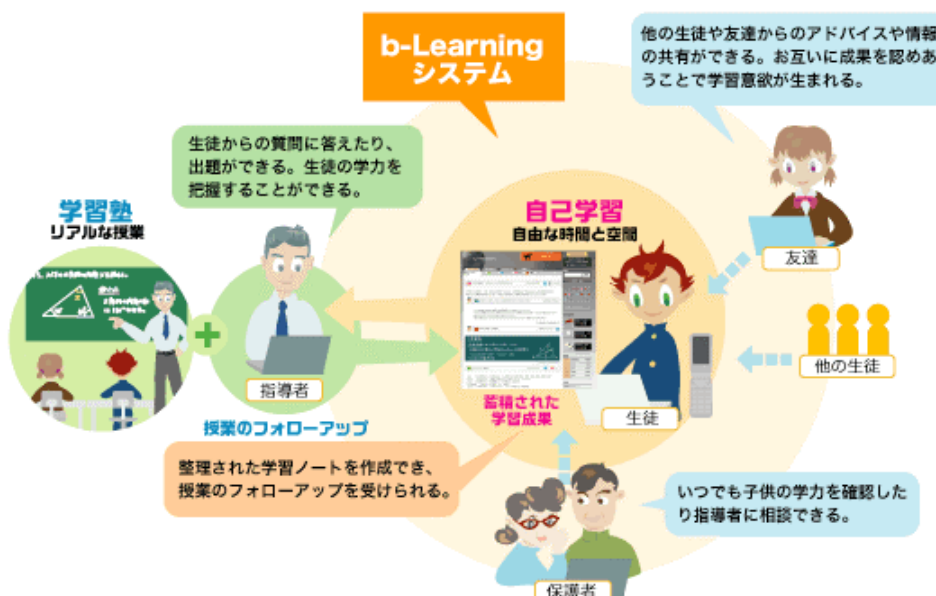 b-Learning
システム
他の生徒や友達からのアドバイスや情報
の共有ができる。お互いに成果を認めあ
うことで学習意欲が生まれる。
生徒からの質問に答えたり、
出題ができる。生徒の学力を
把握することができる。
学習塾
リアルな授業
自己学習
自由な時間と空間
友達
他の生徒
指導者
蓄積された
学習成果
生徒
授業のフォローアップ
整理された学習ノートを作成でき、
授業のフォローアップを受けられる。
いつでも子供の学力を確認した
り指導者に相談できる。
保護者